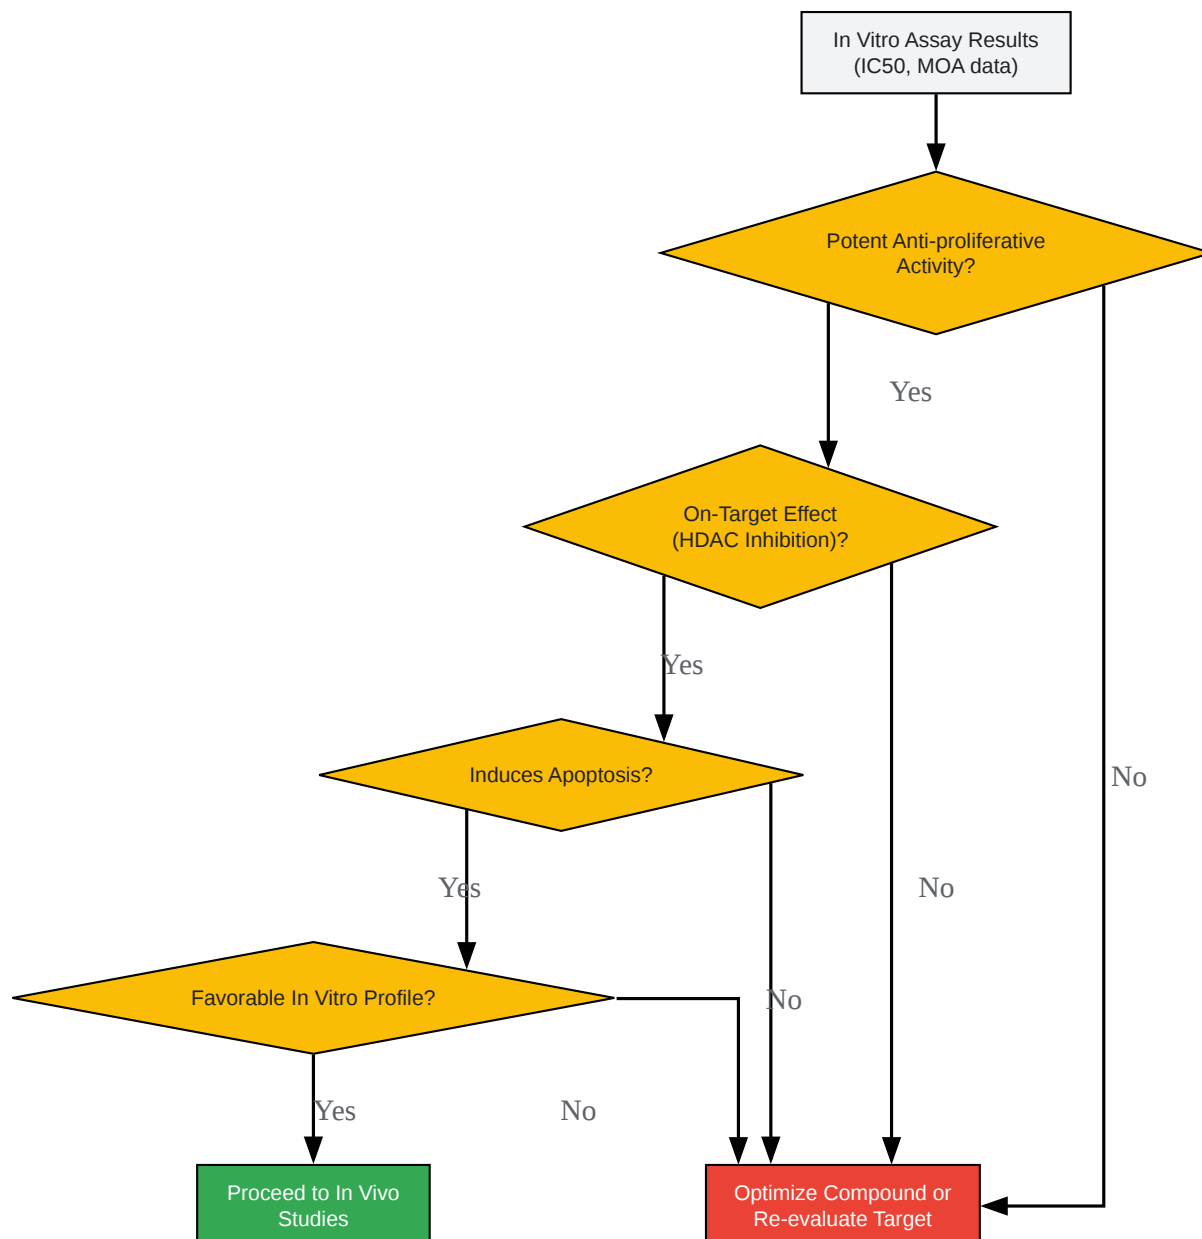 In Vitro Assay Results
(IC50, MOA data)
Potent Anti-proliferative
Activity?
Yes
On-Target Effect
(HDAC Inhibition)?
Yes
Induces Apoptosis?
No
Yes
No
Favorable In Vitro Profile?
No
Yes
No
Proceed to In Vivo
Studies
Optimize Compound or
Re-evaluate Target